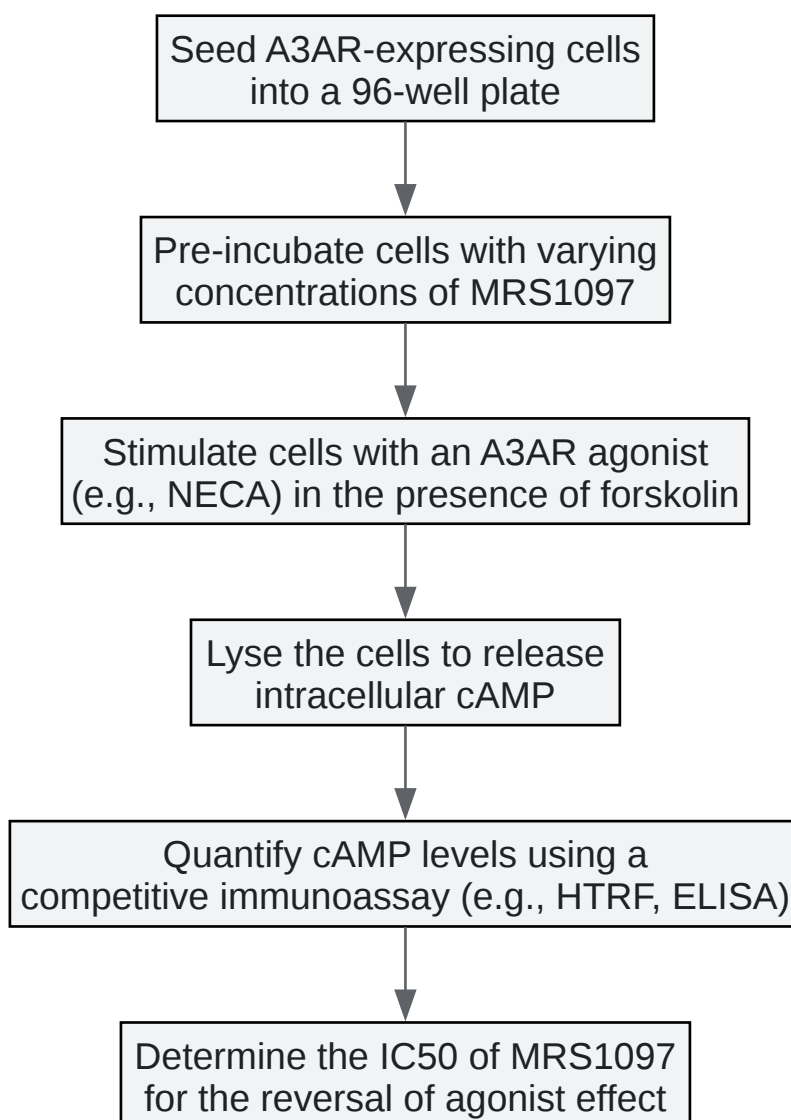 Seed A3AR-expressing cells
into a 96-well plate
Pre-incubate cells with varying
concentrations of MRS1097
Stimulate cells with an A3AR agonist
(e.g., NECA) in the presence of forskolin
Lyse the cells to release
intracellular cAMP
Quantify cAMP levels using a
competitive immunoassay (e.g., HTRF, ELISA)
Determine the IC50 of MRS1097
for the reversal of agonist effect